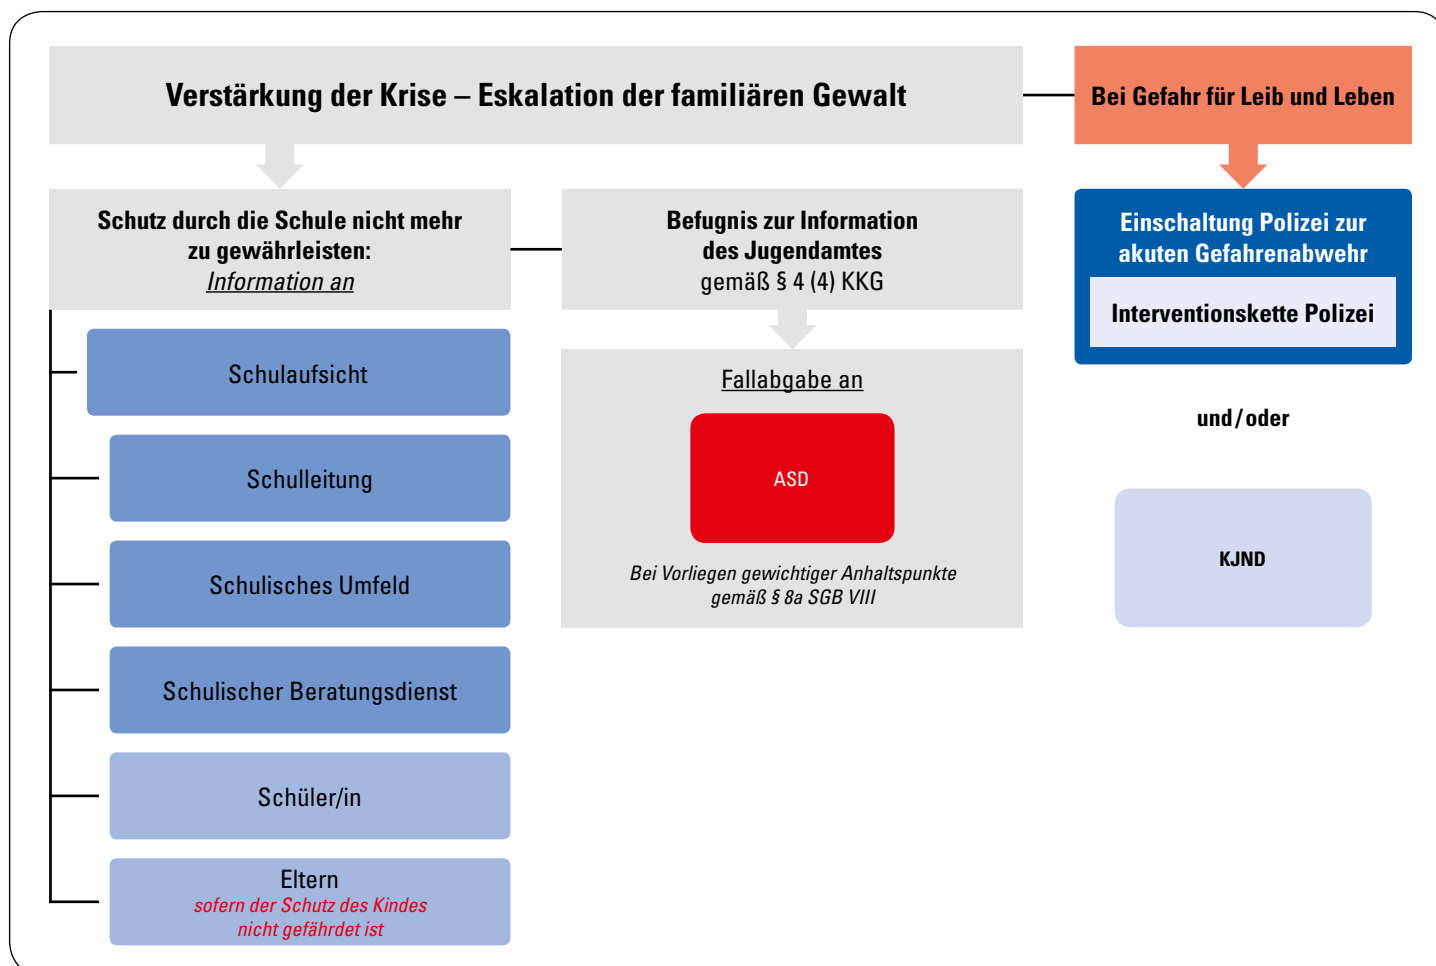 Verstärkung der Krise – Eskalation der familiären Gewalt
Bei Gefahr für Leib und Leben
Schutz durch die Schule nicht mehr
zu gewährleisten:
Information an
Befugnis zur Information
des Jugendamtes
gemäß § 4 (4) KKG
Einschaltung Polizei zur
akuten Gefahrenabwehr
Interventionskette Polizei
Schulaufsicht
Schulleitung
Schulisches Umfeld
Schulischer Beratungsdienst
Schüler/in
Eltern
sofern der Schutz des Kindes
nicht gefährdet ist
Fallabgabe an
ASD
Bei Vorliegen gewichtiger Anhaltspunkte
gemäß § 8a SGB VIII
und/oder
KJND